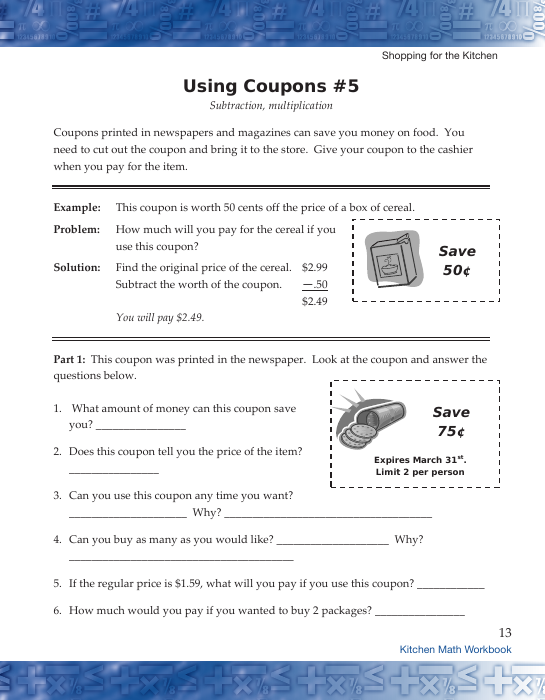 Shopping for the Kitchen
Using Coupons #5
Subtraction, multiplication
Coupons printed in newspapers and magazines can save you money on food. You
need to cut out the coupon and bring it to the store. Give your coupon to the cashier
when you pay for the item.
Example: This coupon is worth 50 cents off the price of a box of cereal.
Problem: How much will you pay for the cereal if you
use this coupon?
Solution: Find the original price of the cereal. $2.99
Subtract the worth of the coupon. —.50
$2.49
You will pay $2.49.
Save
50¢
Part 1: This coupon was printed in the newspaper. Look at the coupon and answer the
questions below.
1. What amount of money can this coupon save
you? ________________
2. Does this coupon tell you the price of the item?
________________
Save
75¢
Expires March 31st.
Limit 2 per person
3. Can you use this coupon any time you want?
_____________________ Why? _____________________________________
4. Can you buy as many as you would like? ____________________ Why?
________________________________________
5. If the regular price is $1.59, what will you pay if you use this coupon? ____________
6. How much would you pay if you wanted to buy 2 packages? ________________
13
Kitchen Math Workbook